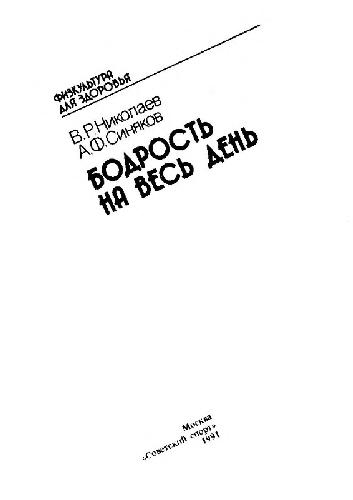 ФИЗКУЛЬТУРА
ДЛЯ ЗДОРОВЬЯ
В.Р.Николаев
А.Ф.Синяков
БОДРОСТЬ
НА ВЕСЬ ДЕНЬ
Москва
«Советский спорт»
1991